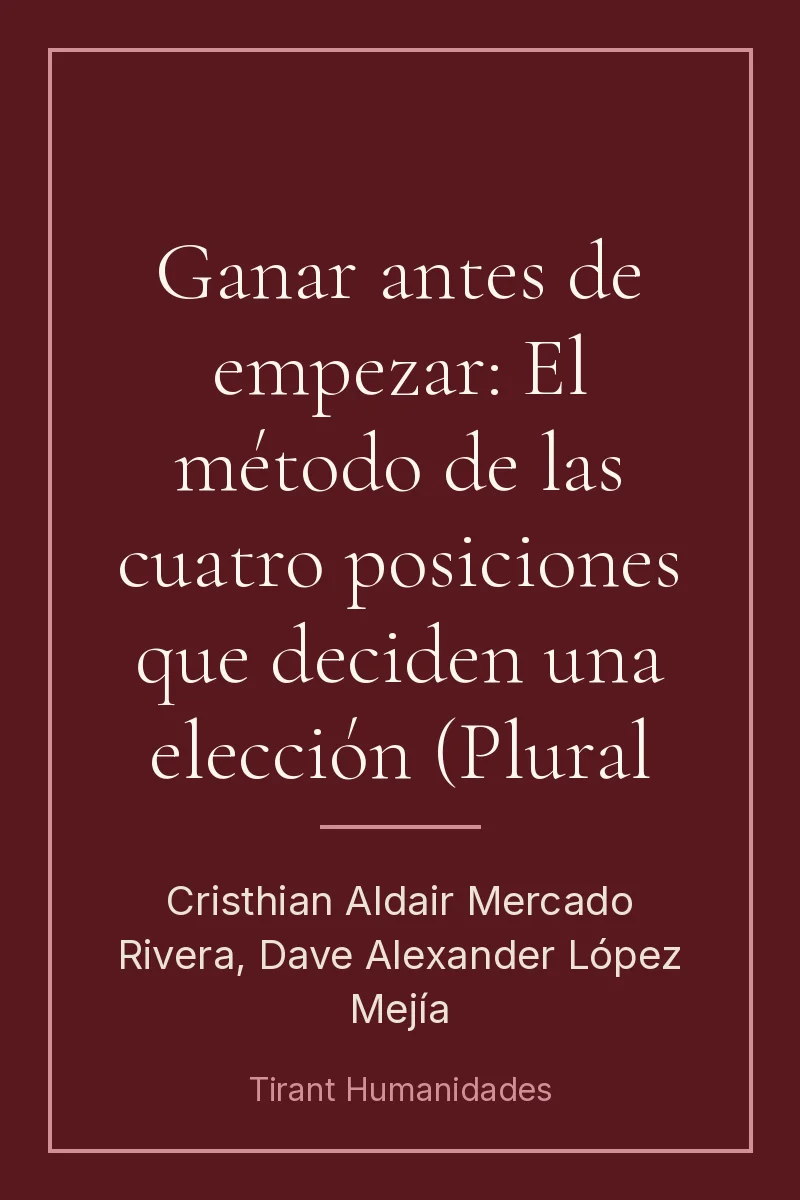 Ganar antes de
empezar: El
método de las
cuatro posiciones
que deciden una
elección (Plural
Cristhian Aldair Mercado
Rivera, Dave Alexander López
Mejía
Tirant Humanidades